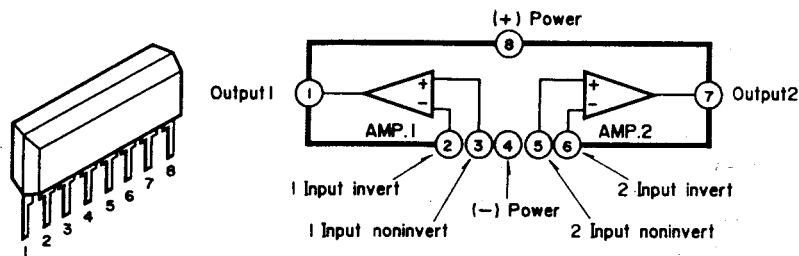 (+) Power
8
Output1 1 + - + - 7 Output2
AMP.1 2 3 4 5 6 AMP.2
1 Input invert
2 Input invert
(-) Power
1 Input noninvert
2 Input noninvert
1 2 3 4 5 6 7 8